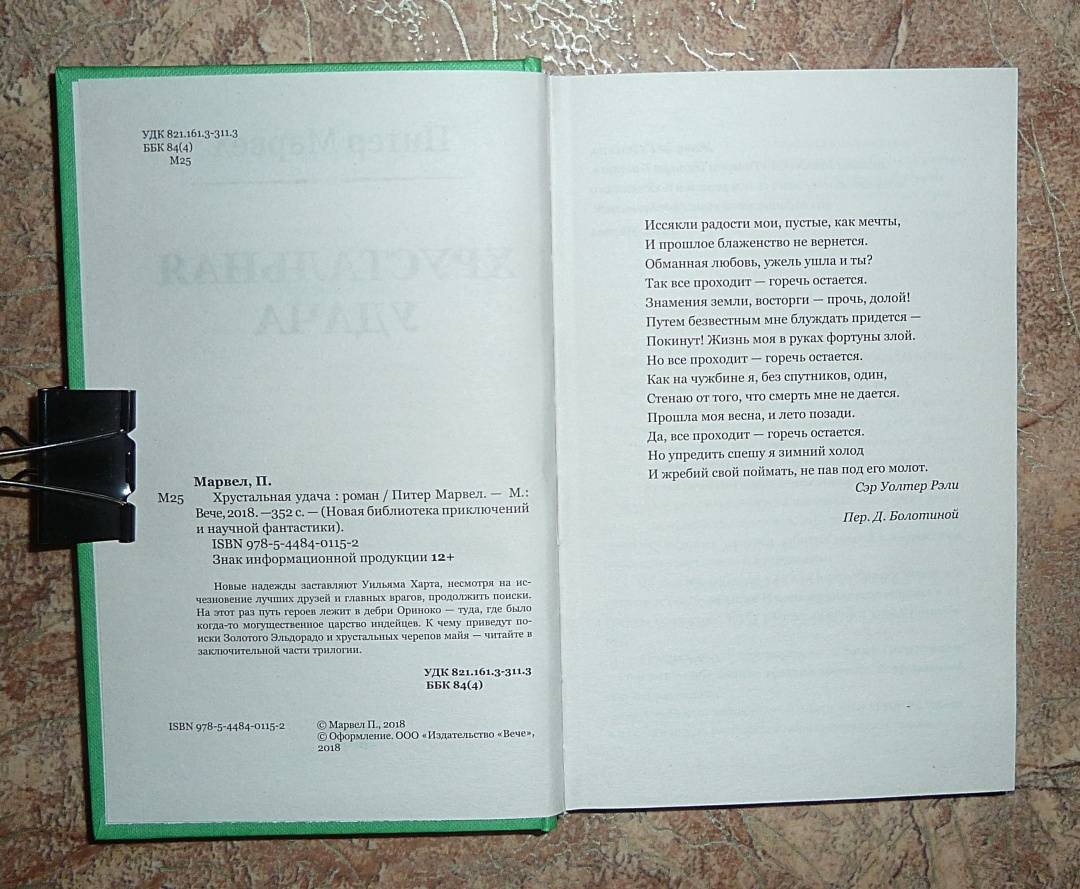 УДК 821.161.3-311.3
ББК 84(4)
М25
Марвел, П.
М25 Хрустальная удача : роман / Питер Марвел. — М.:
Вече, 2018. —352 с. — (Новая библиотека приключений
и научной фантастики).
ISBN 978-5-4484-0115-2
Знак информационной продукции 12+
Новые надежды заставляют Уильяма Харта, несмотря на ис-
чезновение лучших друзей и главных врагов, продолжить поиски.
На этот раз путь героев лежит в дебри Ориноко — туда, где было
когда-то могущественное царство индейцев. К чему приведут по-
иски Золотого Эльдорадо и хрустальных черепов майя — читайте в
заключительной части трилогии.
УДК 821.161.3-311.3
ББК 84(4)
ISBN 978-5-4484-0115-2
© Марвел П., 2018
© Оформление. ООО «Издательство «Вече»,
2018
Иссякли радости мои, пустые, как мечты,
И прошлое блаженство не вернется.
Обманная любовь, ужель ушла и ты?
Так все проходит — горечь остается.
Знамения земли, восторги — прочь, долой!
Путем безвестным мне блуждать придется —
Покинут! Жизнь моя в руках фортуны злой.
Но все проходит — горечь остается.
Как на чужбине я, без спутников, один,
Стенаю от того, что смерть мне не дается.
Прошла моя весна, и лето позади.
Да, все проходит — горечь остается.
Но упредить спешу я зимний холод
И жребий свой поймать, не пав под его молот.
Сэр Уолтер Рэли
Пер. Д. Болотиной